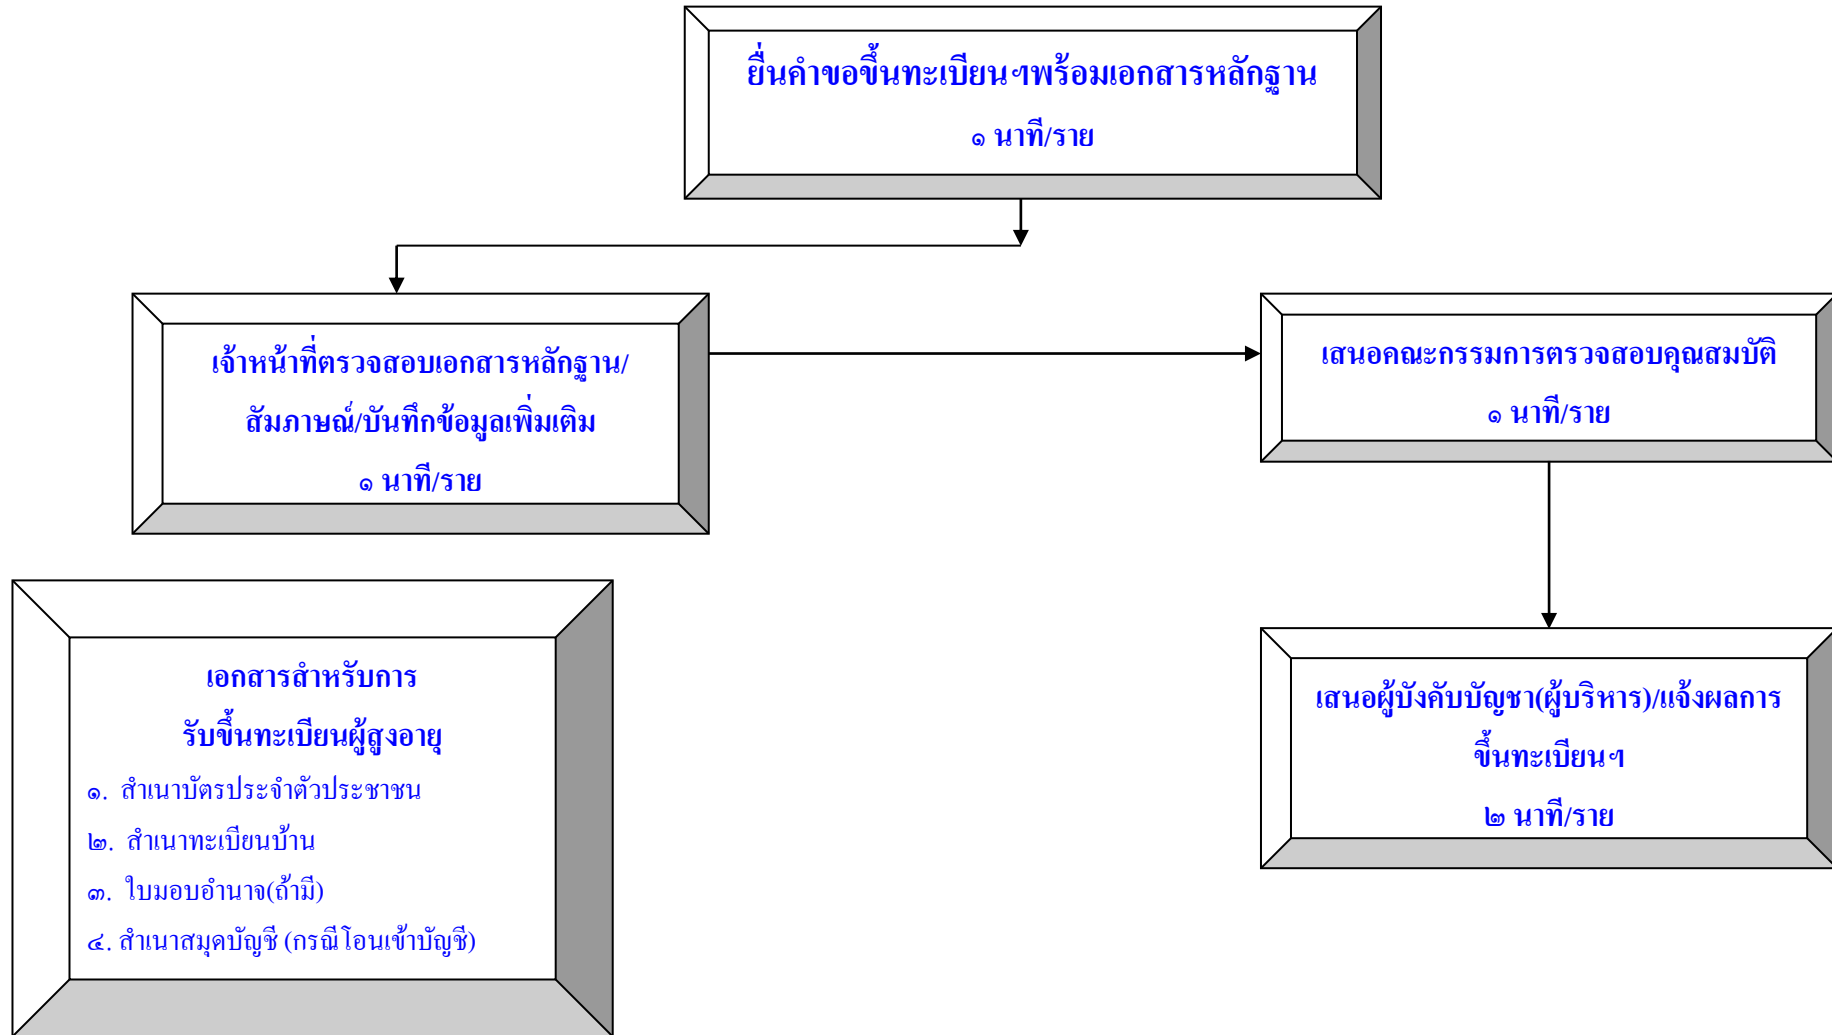 ยื่นคำขอขึ้นทะเบียนฯพร้อมเอกสารหลักฐาน
๑ นาที/ราย
เจ้าหน้าที่ตรวจสอบเอกสารหลักฐาน/
สัมภาษณ์/บันทึกข้อมูลเพิ่มเติม
๑ นาที/ราย
เสนอคณะกรรมการตรวจสอบคุณสมบัติ
๑ นาที/ราย
เสนอผู้บังคับบัญชา(ผู้บริหาร)/แจ้งผลการ
ขึ้นทะเบียนฯ
๒ นาที/ราย
เอกสารสำหรับการ
รับขึ้นทะเบียนผู้สูงอายุ
๑. สำเนาบัตรประจำตัวประชาชน
๒. สำเนาทะเบียนบ้าน
๓. ใบมอบอำนาจ(ถ้ามี)
๔. สำเนาสมุดบัญชี (กรณีโอนเข้าบัญชี)